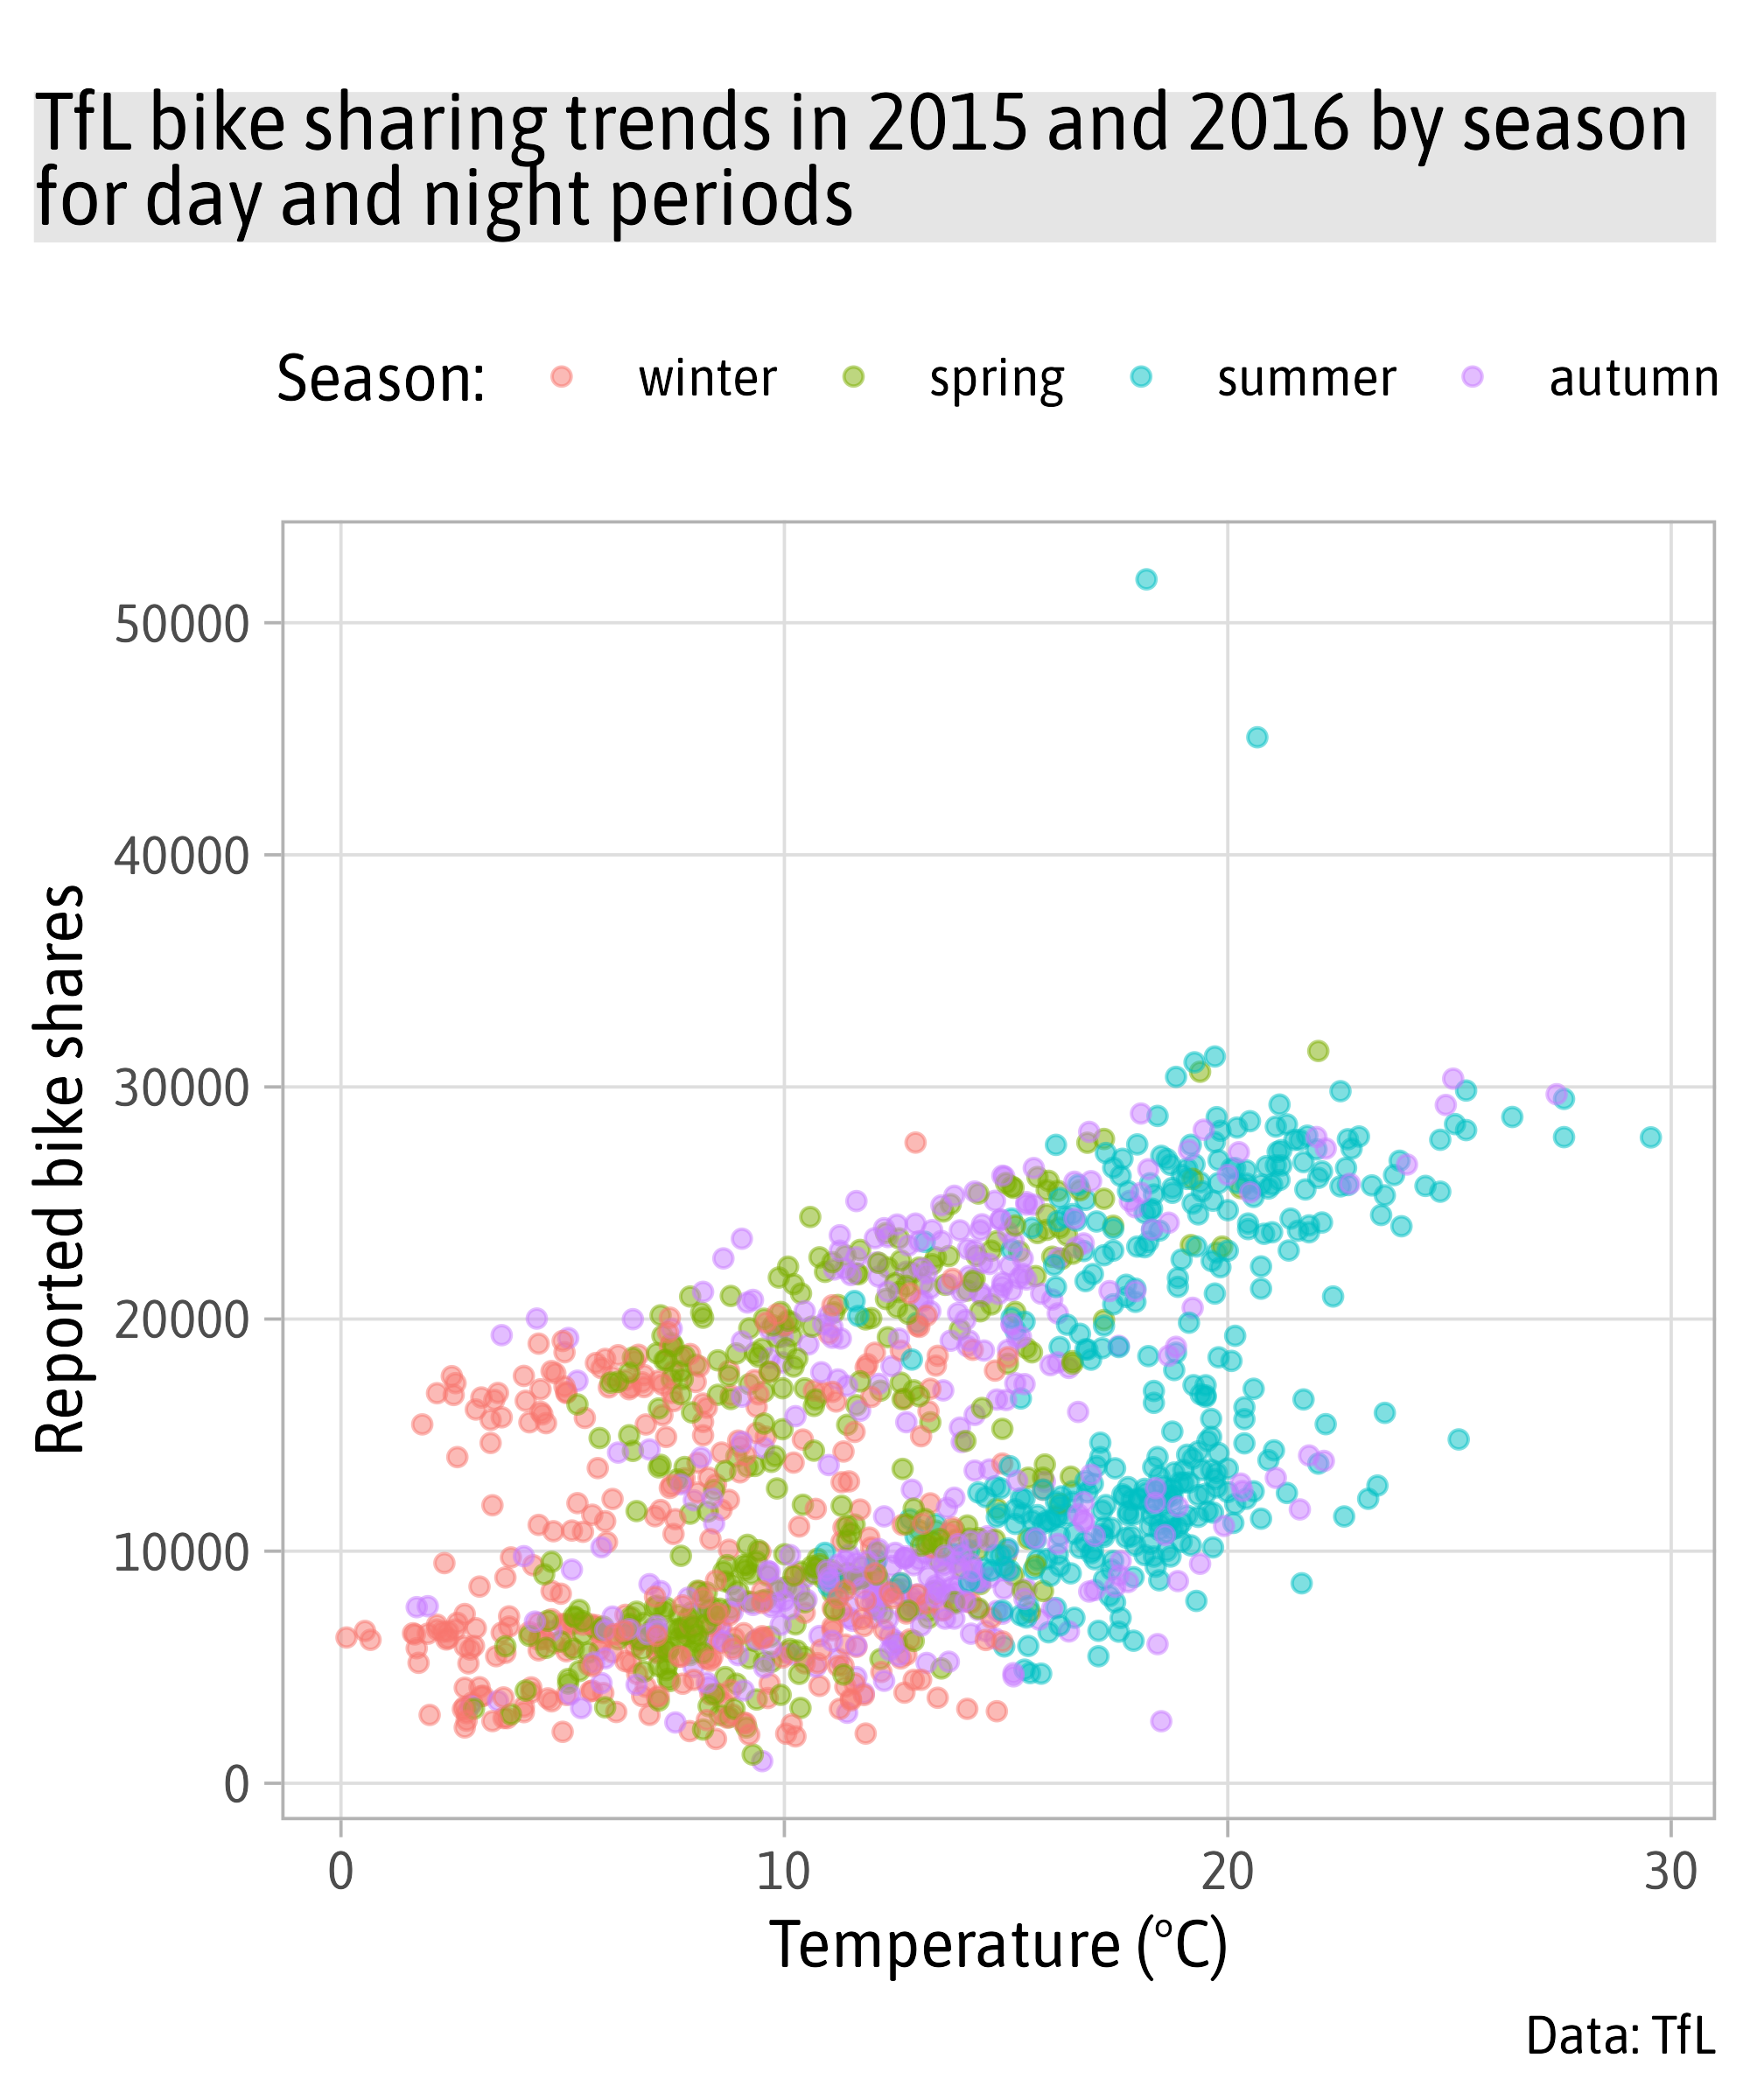 TfL bike sharing trends in 2015 and 2016 by season
for day and night periods
Season: winter spring summer autumn
50000
40000
30000
20000
10000
0
Reported bike shares
0 10 20 30
Temperature (°C)
Data: TfL